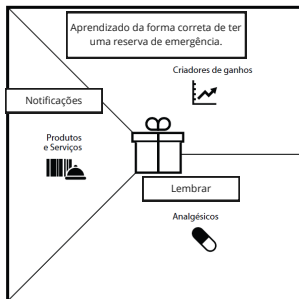 Aprendizado da forma correta de ter
uma reserva de emergência.
Criadores de ganhos
Notificações
Produtos
e Serviços
Lembrar
Analgésicos